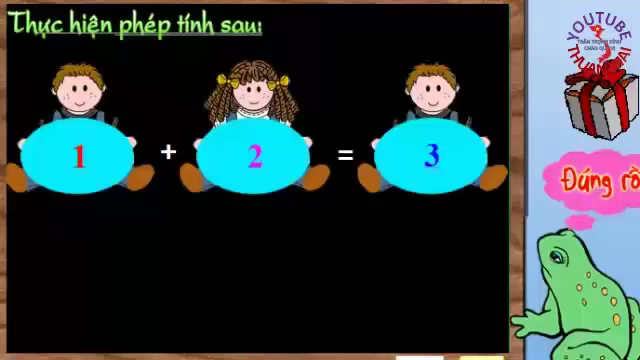 Thực hiện phép tính sau:
YOUTUBE
1 + 2 = 3
Đúng rồ